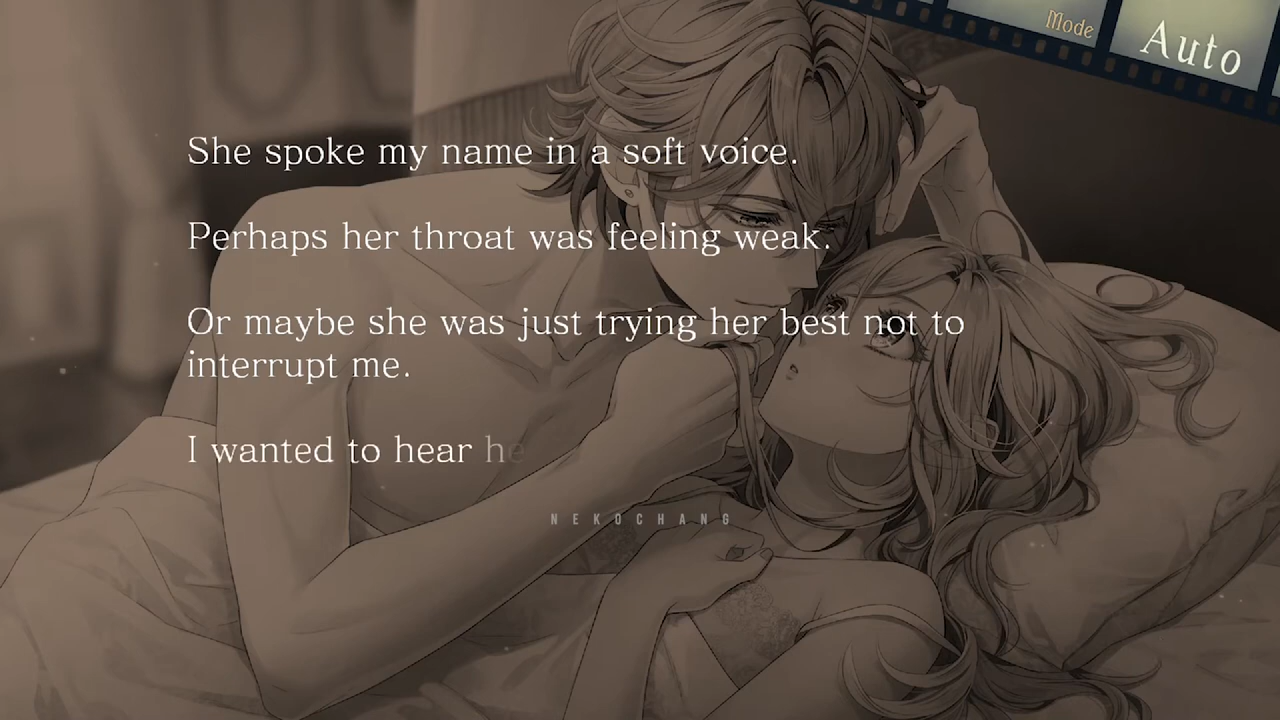 Mode
Auto
She spoke my name in a soft voice.
Perhaps her throat was feeling weak.
Or maybe she was just trying her best not to
interrupt me.
I wanted to hear he
NEKOCHANG